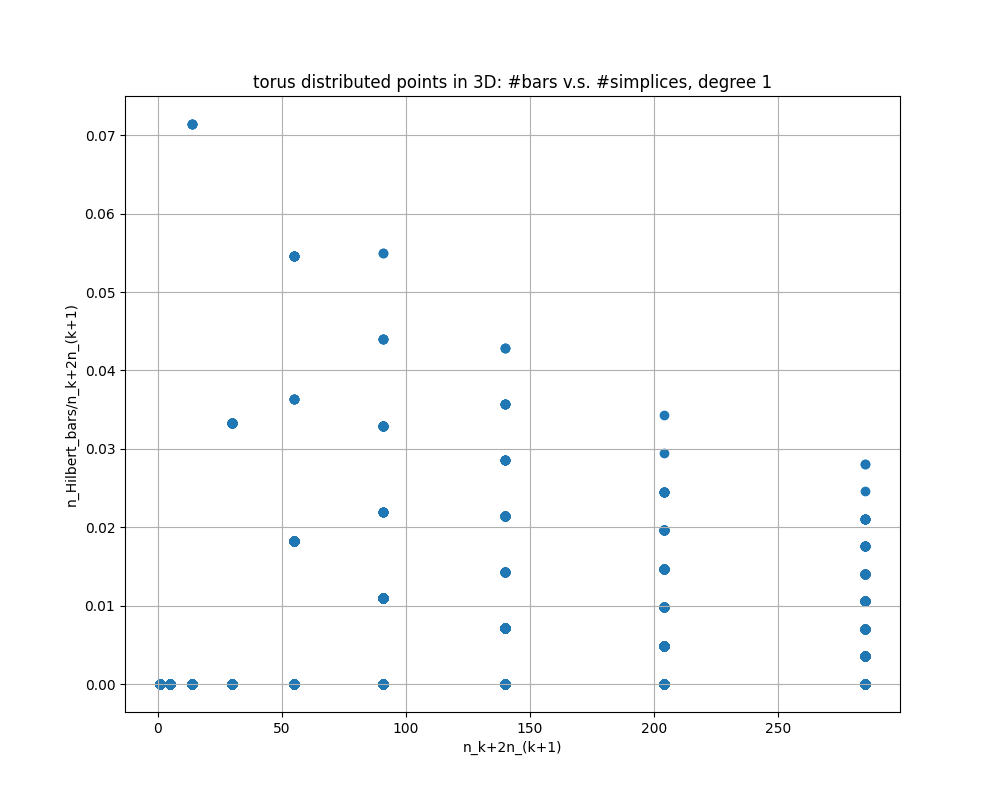 torus distributed points in 3D: #bars v.s. #simplices, degree 1
0.07
0.06
0.05
0.04
0.03
0.02
0.01
0.00
n_Hilbert_bars/n_k+2n_(k+1)
0 50 100 150 200 250
n_k+2n_(k+1)